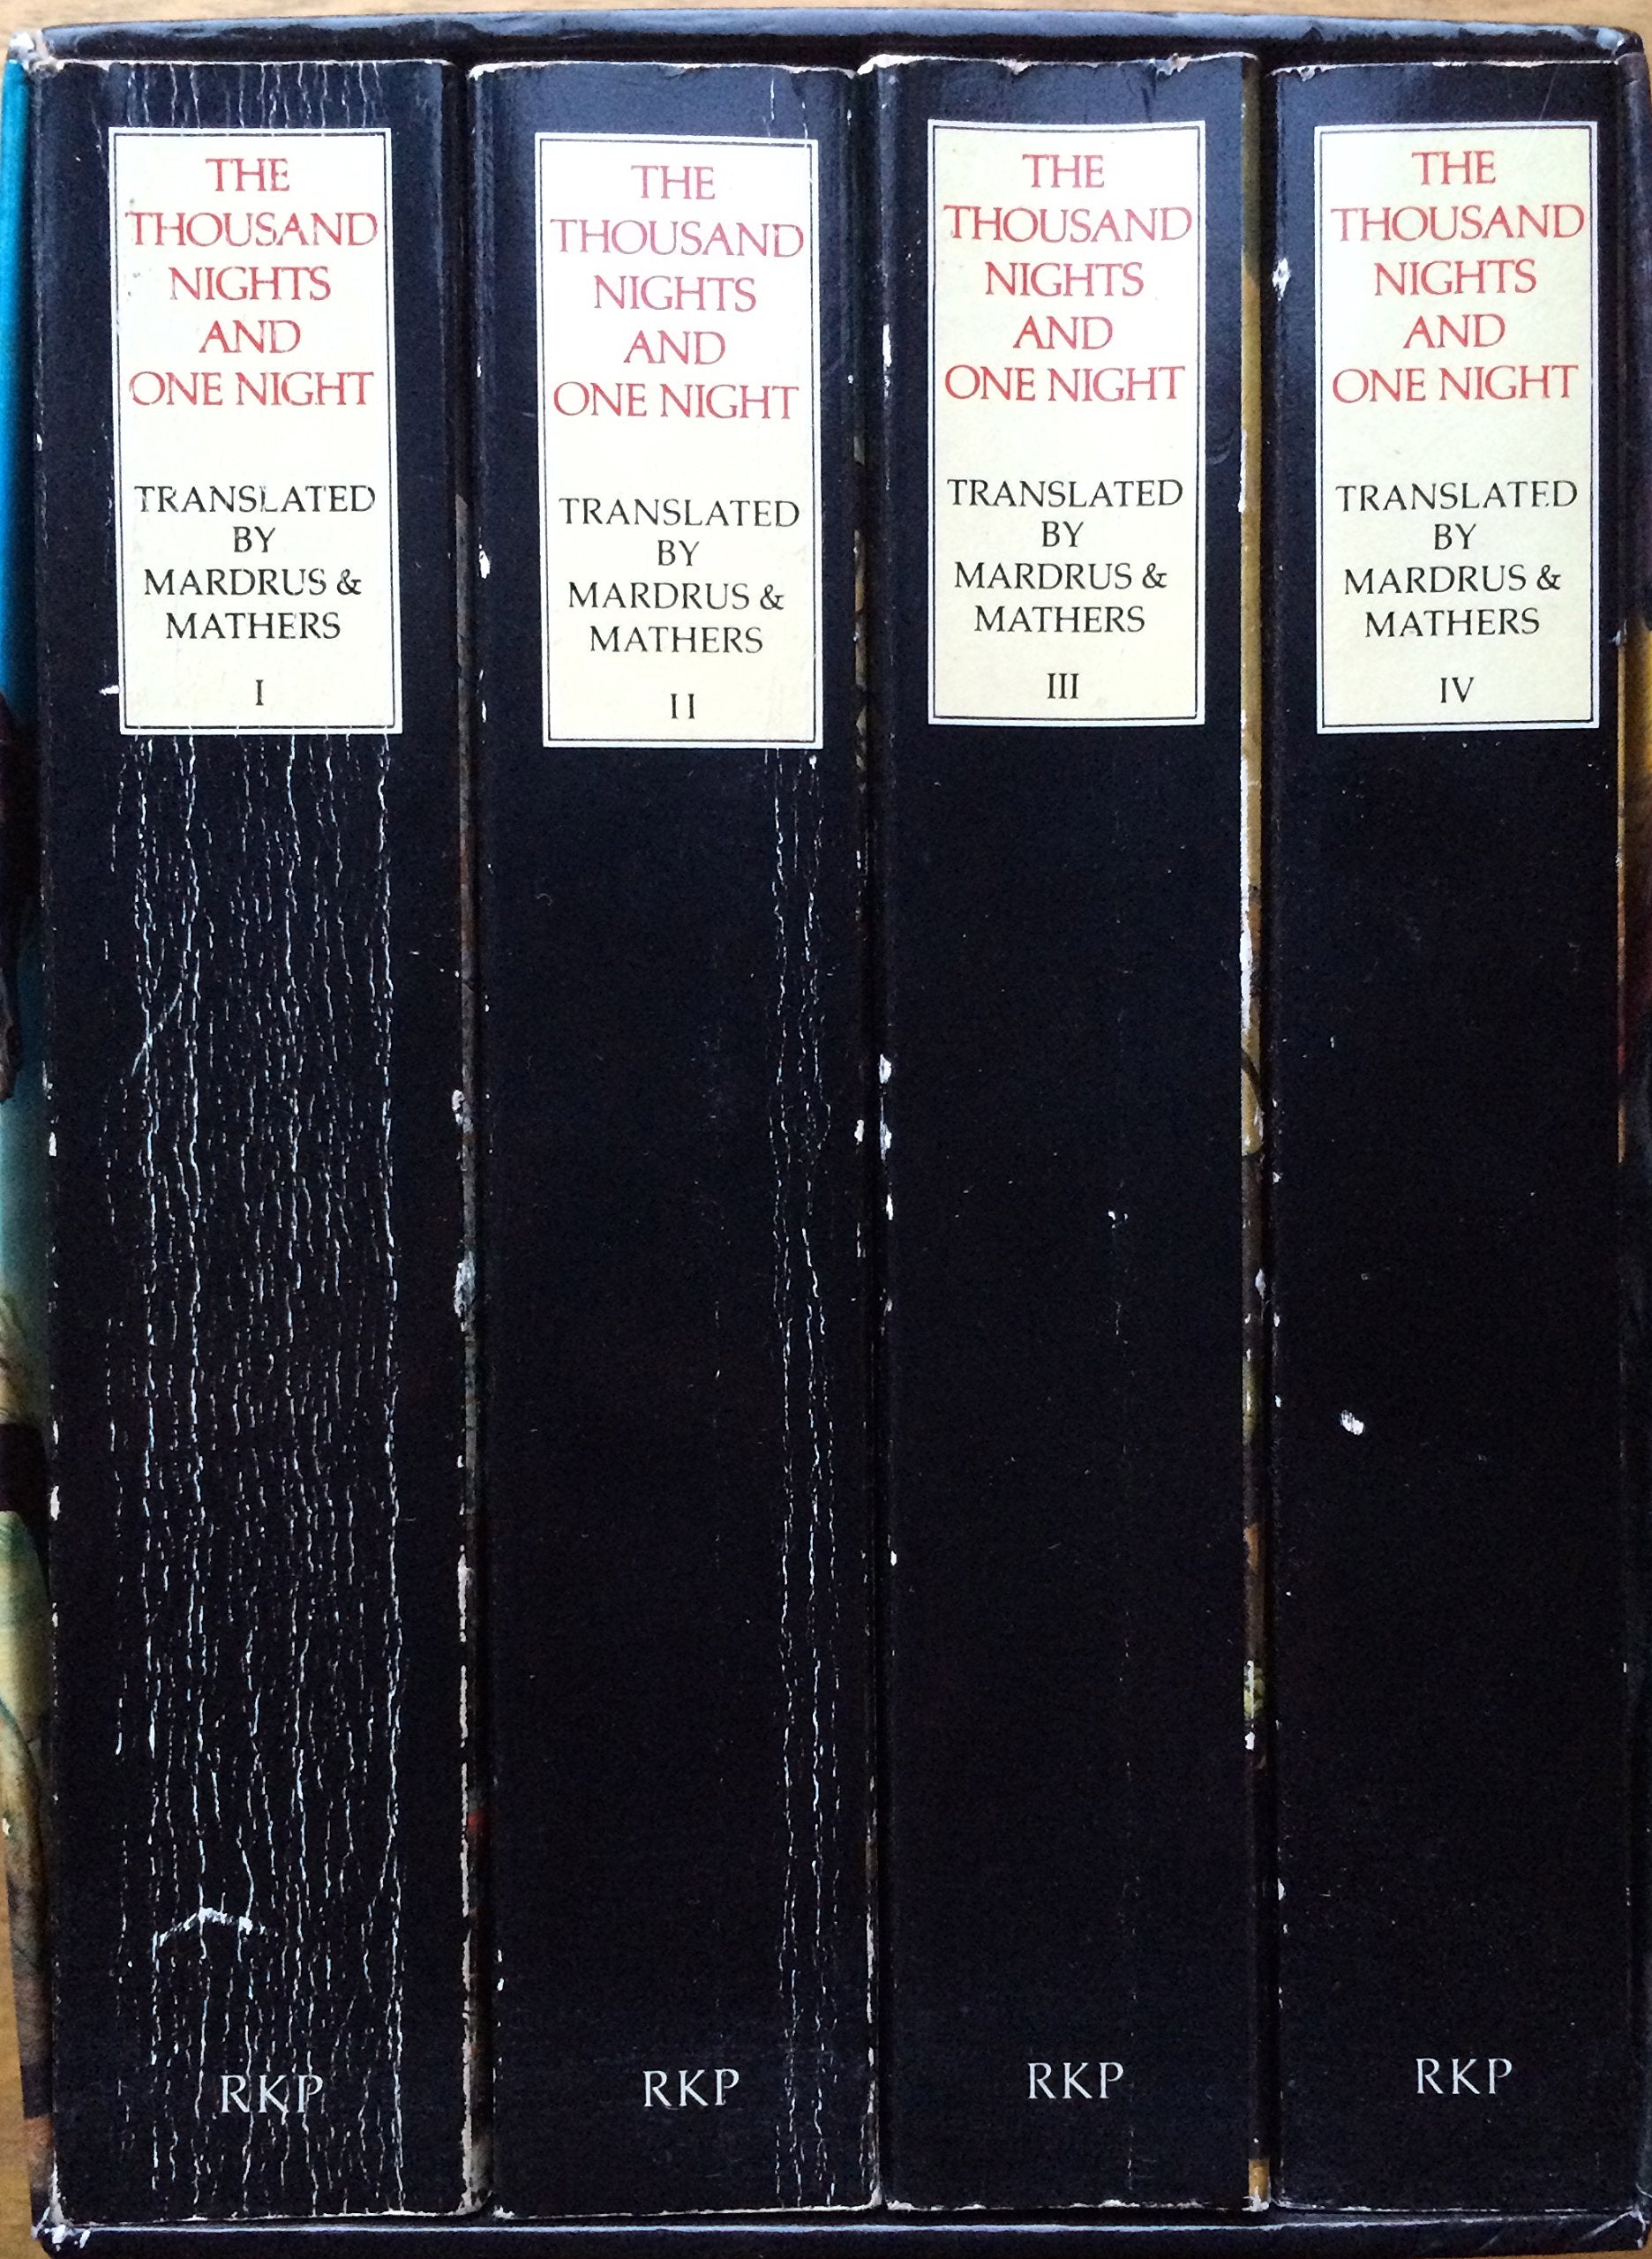 THE
THOUSAND
NIGHTS
AND
ONE NIGHT
TRANSLATED
BY
MARDRUS &
MATHERS
I
RKP
THE
THOUSAND
NIGHTS
AND
ONE NIGHT
TRANSLATED
BY
MARDRUS &
MATHERS
II
RKP
THE
THOUSAND
NIGHTS
AND
ONE NIGHT
TRANSLATED
BY
MARDRUS &
MATHERS
III
RKP
THE
THOUSAND
NIGHTS
AND
ONE NIGHT
TRANSLATED
BY
MARDRUS &
MATHERS
IV
RKP